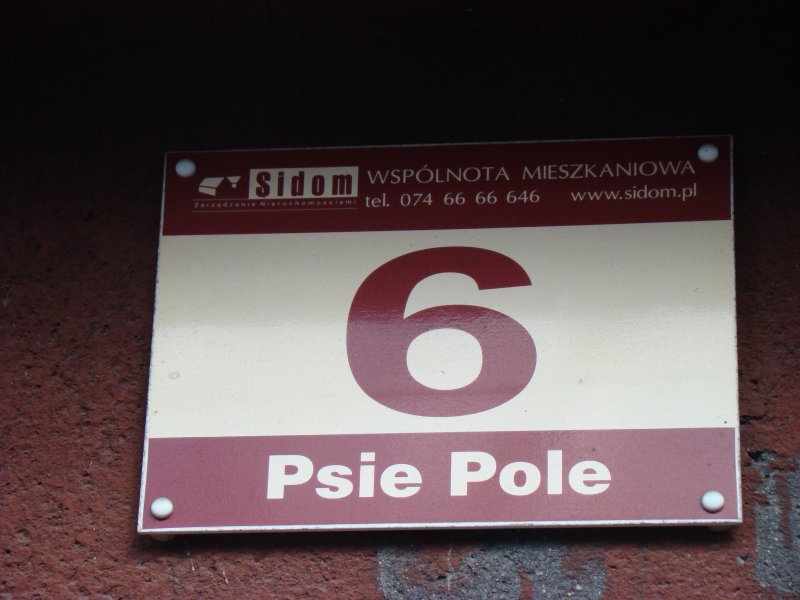 Sidom
Zarządzanie Nieruchomościami
WSPÓLNOTA MIESZKANIOWA
tel. 074 66 66 646 www.sidom.pl
6
Psie Pole